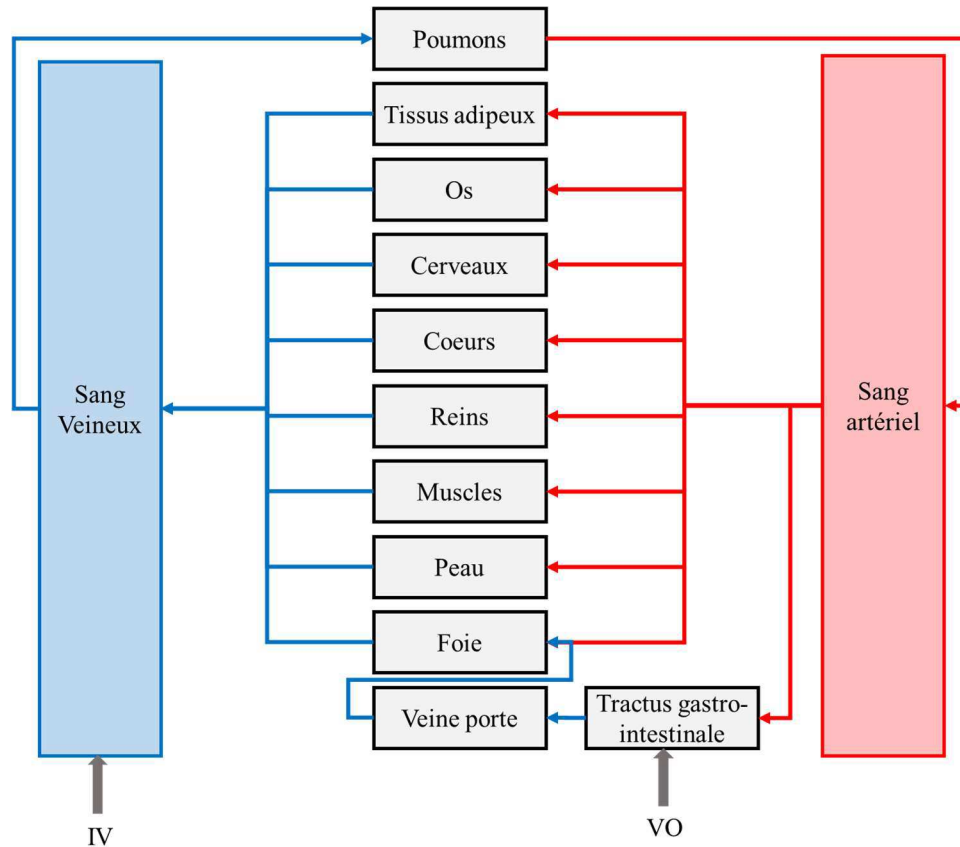 Poumons
Tissus adipeux
Os
Cerveaux
Coeurs
Reins
Muscles
Peau
Foie
Veine porte
Tractus gastro-
intestinale
Sang
Veineux
Sang
artériel
IV
VO